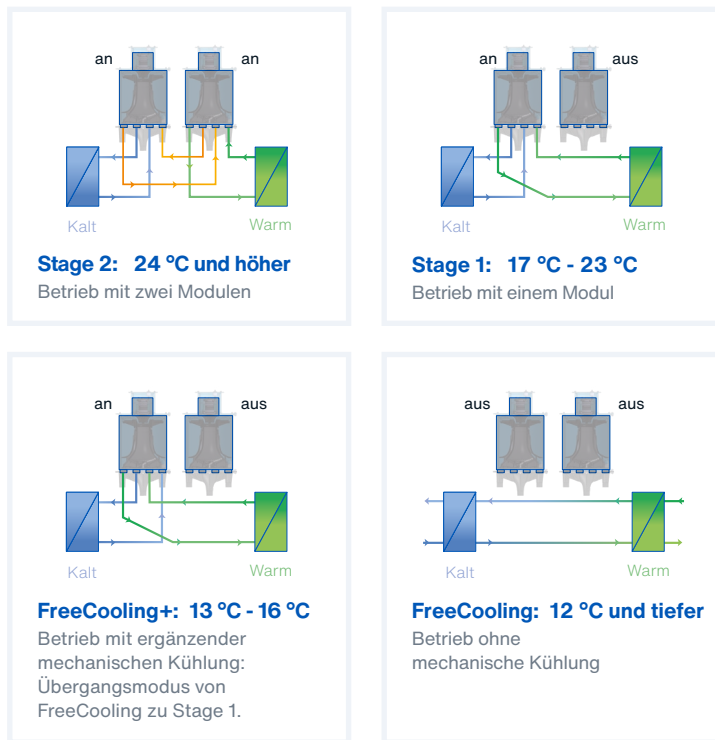 an
an
Kalt
Warm
Stage 2: 24 °C und höher
Betrieb mit zwei Modulen
an
aus
Kalt
Warm
Stage 1: 17 °C - 23 °C
Betrieb mit einem Modul
an
aus
Kalt
Warm
FreeCooling+: 13 °C - 16 °C
Betrieb mit ergänzender
mechanischen Kühlung:
Übergangsmodus von
FreeCooling zu Stage 1.
aus
aus
Kalt
Warm
FreeCooling: 12 °C und tiefer
Betrieb ohne
mechanische Kühlung